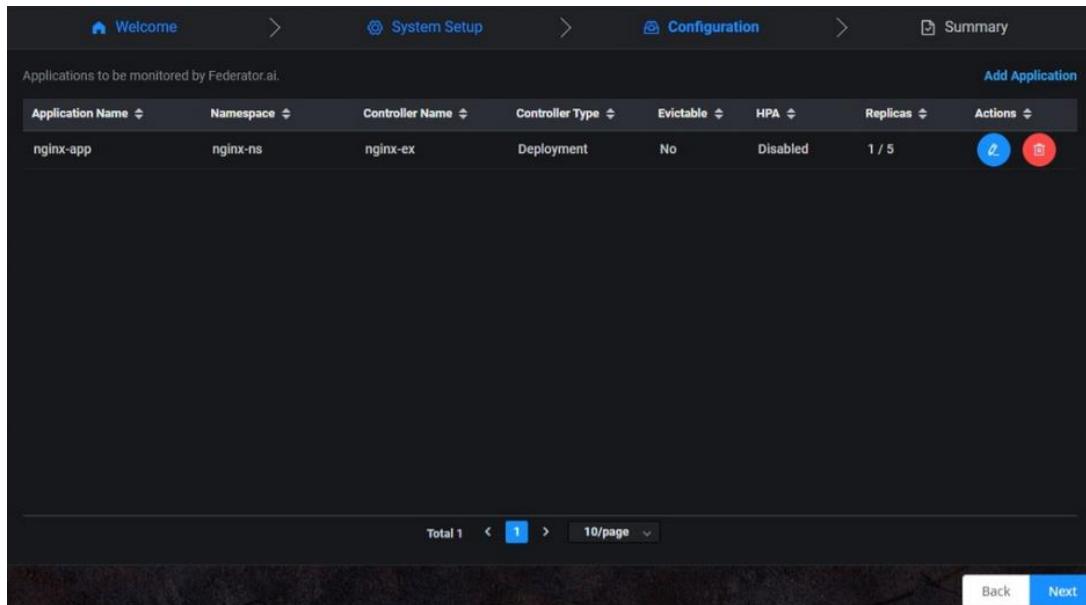 Welcome System Setup Configuration Summary
Applications to be monitored by Federator.ai. Add Application
Application Name Namespace Controller Name Controller Type Evictable HPA Replicas Actions
nginx-app nginx-ns nginx-ex Deployment No Disabled 1 / 5
Total 1 < 1 > 10/page
Back Next